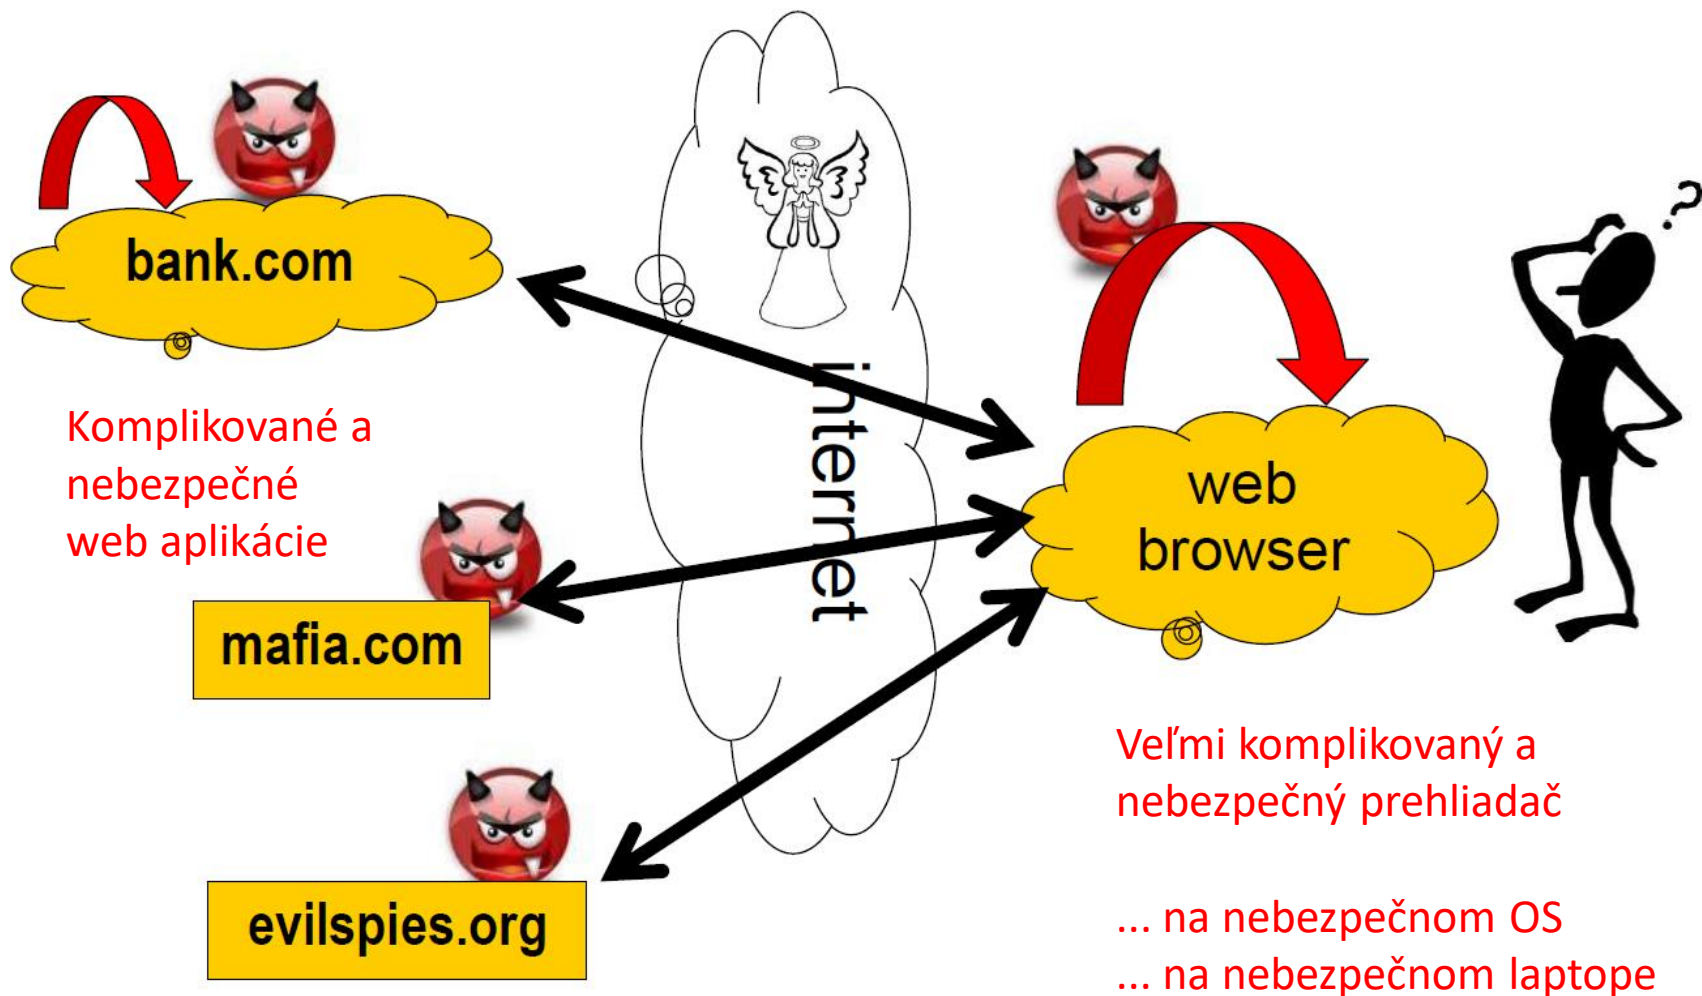 bank.com
Komplikované a
nebezpečné
web aplikácie
mafia.com
evilspies.org
internet
?
web
browser
Veľmi komplikovaný a
nebezpečný prehliadač
... na nebezpečnom OS
... na nebezpečnom laptope